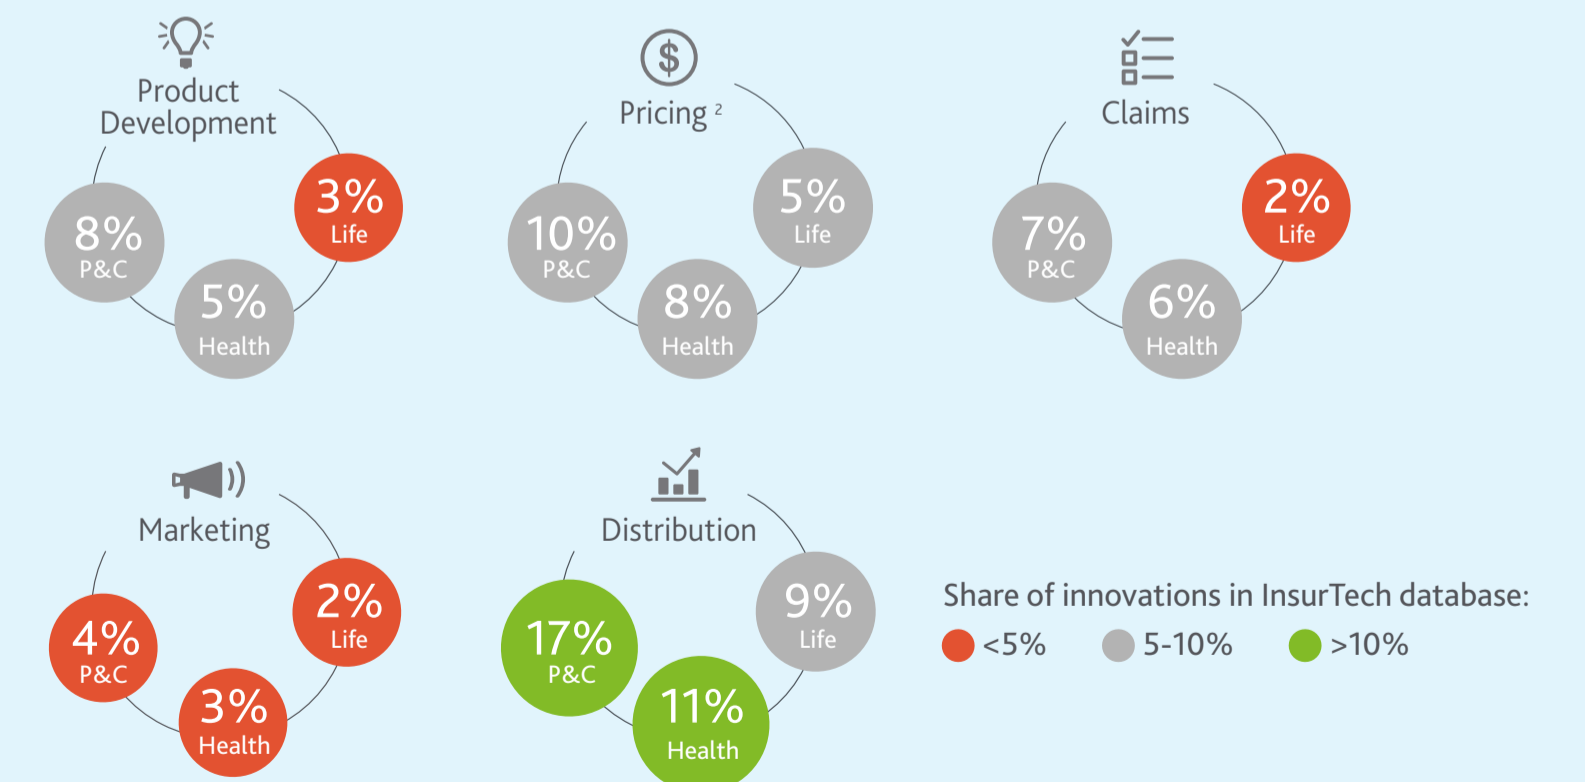 Product
Development
8%
P&C
5%
Health
3%
Life
$
Pricing ²
10%
P&C
8%
Health
5%
Life
Claims
7%
P&C
6%
Health
2%
Life
Marketing
4%
P&C
3%
Health
2%
Life
Distribution
17%
P&C
11%
Health
9%
Life
Share of innovations in InsurTech database:
<5% 5-10% >10%